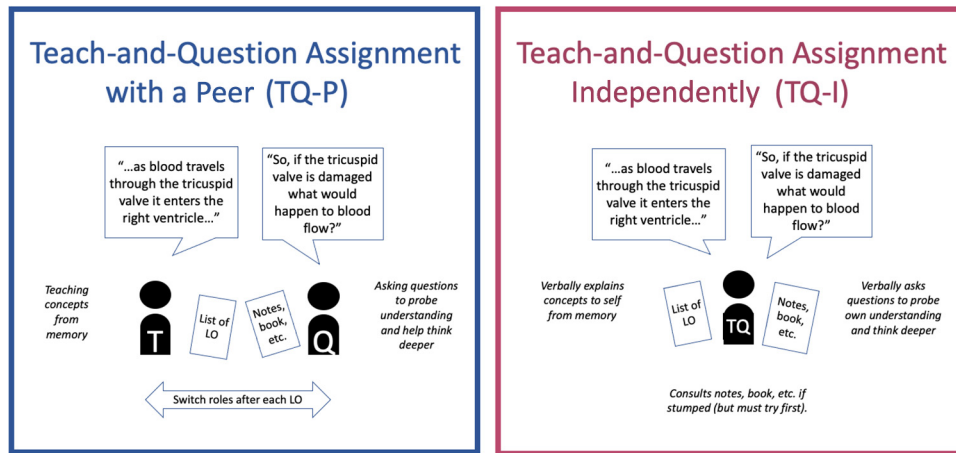 Teach-and-Question Assignment
with a Peer (TQ-P)
“…as blood travels
through the tricuspid
valve it enters the
right ventricle…”
“So, if the tricuspid
valve is damaged
what would
happen to blood
flow?”
Teaching
concepts
from
memory
T
List of
LO
Notes,
book,
etc.
Q
Asking questions
to probe
understanding
and help think
deeper
Switch roles after each LO
Teach-and-Question Assignment
Independently (TQ-I)
“…as blood travels
through the tricuspid
valve it enters the
right ventricle…”
“So, if the tricuspid
valve is damaged
what would
happen to blood
flow?”
Verbally explains
concepts to self
from memory
List of
LO
TQ
Notes,
book,
etc.
Verbally asks
questions to probe
own understanding
and think deeper
Consults notes, book, etc. if
stumped (but must try first).